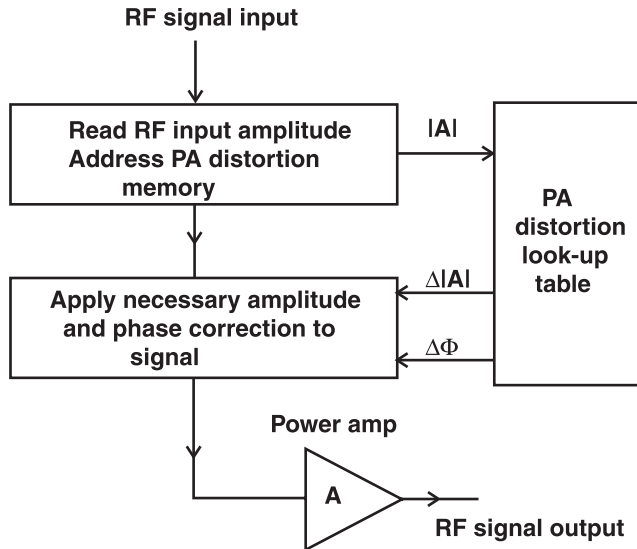 RF signal input
Read RF input amplitude
Address PA distortion
memory
|A|
PA
distortion
look-up
table
Δ|A|
Apply necessary amplitude
and phase correction to
signal
ΔΦ
Power amp
A
RF signal output